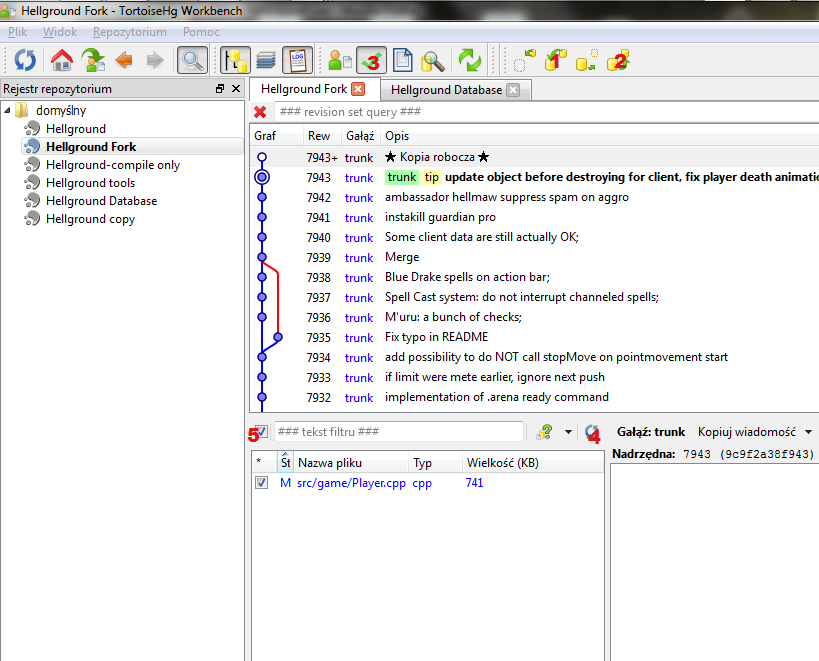 Hellground Fork - TortoiseHg Workbench
Plik Widok Repozytorium Pomoc
LOG 3 1 2
Rejestr repozytorium
domyślny
Hellground
Hellground Fork
Hellground-compile only
Hellground tools
Hellground Database
Hellground copy
Hellground Fork Hellground Database
### revision set query ###
Graf Rew Gałąź Opis
7943+ trunk ★ Kopia robocza ★
7943 trunk trunk tip update object before destroying for client, fix player death animatio
7942 trunk ambassador hellmaw suppress spam on aggro
7941 trunk instakill guardian pro
7940 trunk Some client data are still actually OK;
7939 trunk Merge
7938 trunk Blue Drake spells on action bar;
7937 trunk Spell Cast system: do not interrupt channeled spells;
7936 trunk M'uru: a bunch of checks;
7935 trunk Fix typo in README
7934 trunk add possibility to do NOT call stopMove on pointmovement start
7933 trunk if limit were mete earlier, ignore next push
7932 trunk implementation of .arena ready command
5 ### tekst filtru ### 4 Gałąź: trunk Kopiuj wiadomość
Nadrzędna: 7943 (9c9f2a38f943)
* St Nazwa pliku Typ Wielkość (KB)
M src/game/Player.cpp cpp 741